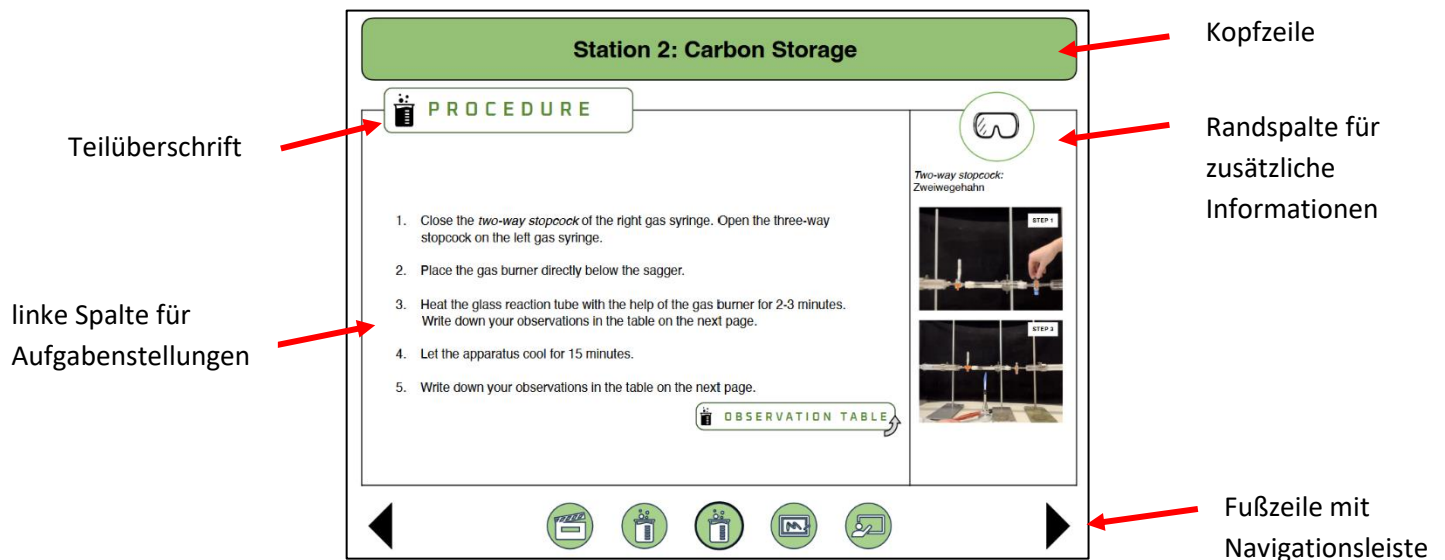 Station 2: Carbon Storage
Kopfzeile
PROCEDURE
Teilüberschrift
Randspalte für
zusätzliche
Informationen
Two-way stopcock:
Zweiwegehahn
STEP 1
1. Close the two-way stopcock of the right gas syringe. Open the three-way
stopcock on the left gas syringe.
2. Place the gas burner directly below the sagger.
linke Spalte für
Aufgabenstellungen
3. Heat the glass reaction tube with the help of the gas burner for 2-3 minutes.
Write down your observations in the table on the next page.
STEP 3
4. Let the apparatus cool for 15 minutes.
5. Write down your observations in the table on the next page.
OBSERVATION TABLE
Fußzeile mit
Navigationsleiste